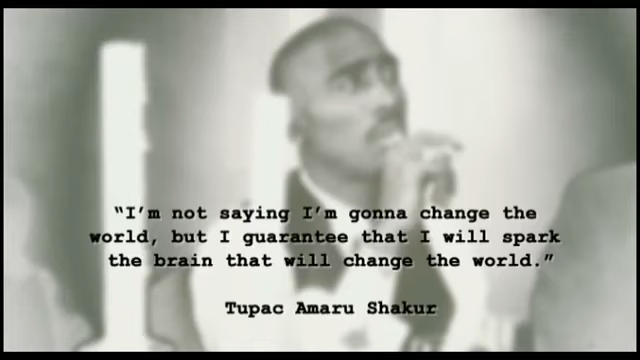 “I’m not saying I’m gonna change the
world, but I guarantee that I will spark
the brain that will change the world.”
Tupac Amaru Shakur